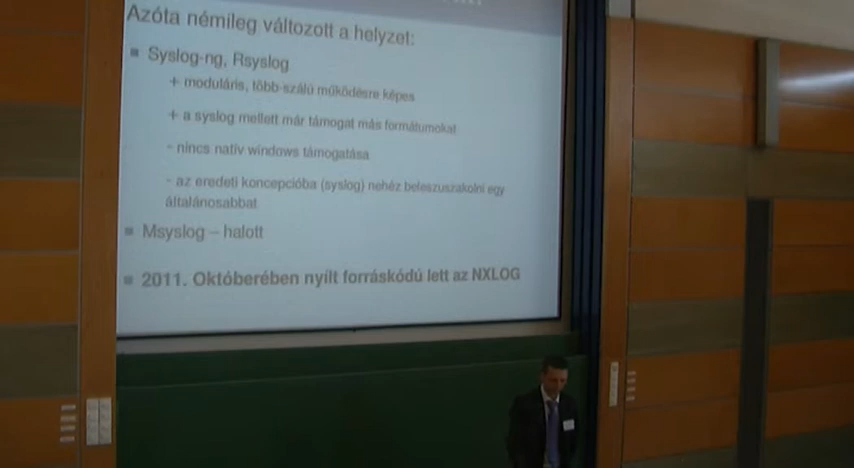 Azóta némileg változott a helyzet:
Syslog-ng, Rsyslog
+ moduláris, több-szálú működésre képes
+ a syslog mellett már támogat más formátumokat
- nincs natív windows támogatása
- az eredeti koncepcióba (syslog) nehéz beleszuszakolni egy
általánosabbat
Msyslog – halott
2011. Októberében nyílt forráskódú lett az NXLOG